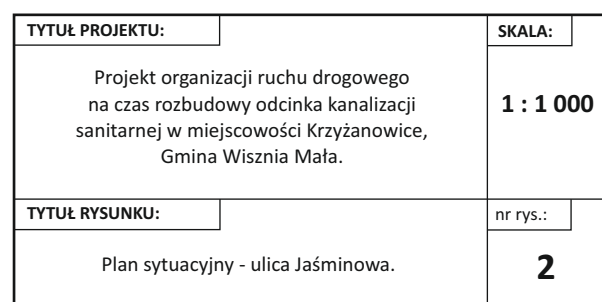 TYTUŁ PROJEKTU:
Projekt organizacji ruchu drogowego
na czas rozbudowy odcinka kanalizacji
sanitarnej w miejscowości Krzyżanowice,
Gmina Wisznia Mała.
SKALA:
1 : 1 000
TYTUŁ RYSUNKU:
Plan sytuacyjny - ulica Jaśminowa.
nr rys.:
2